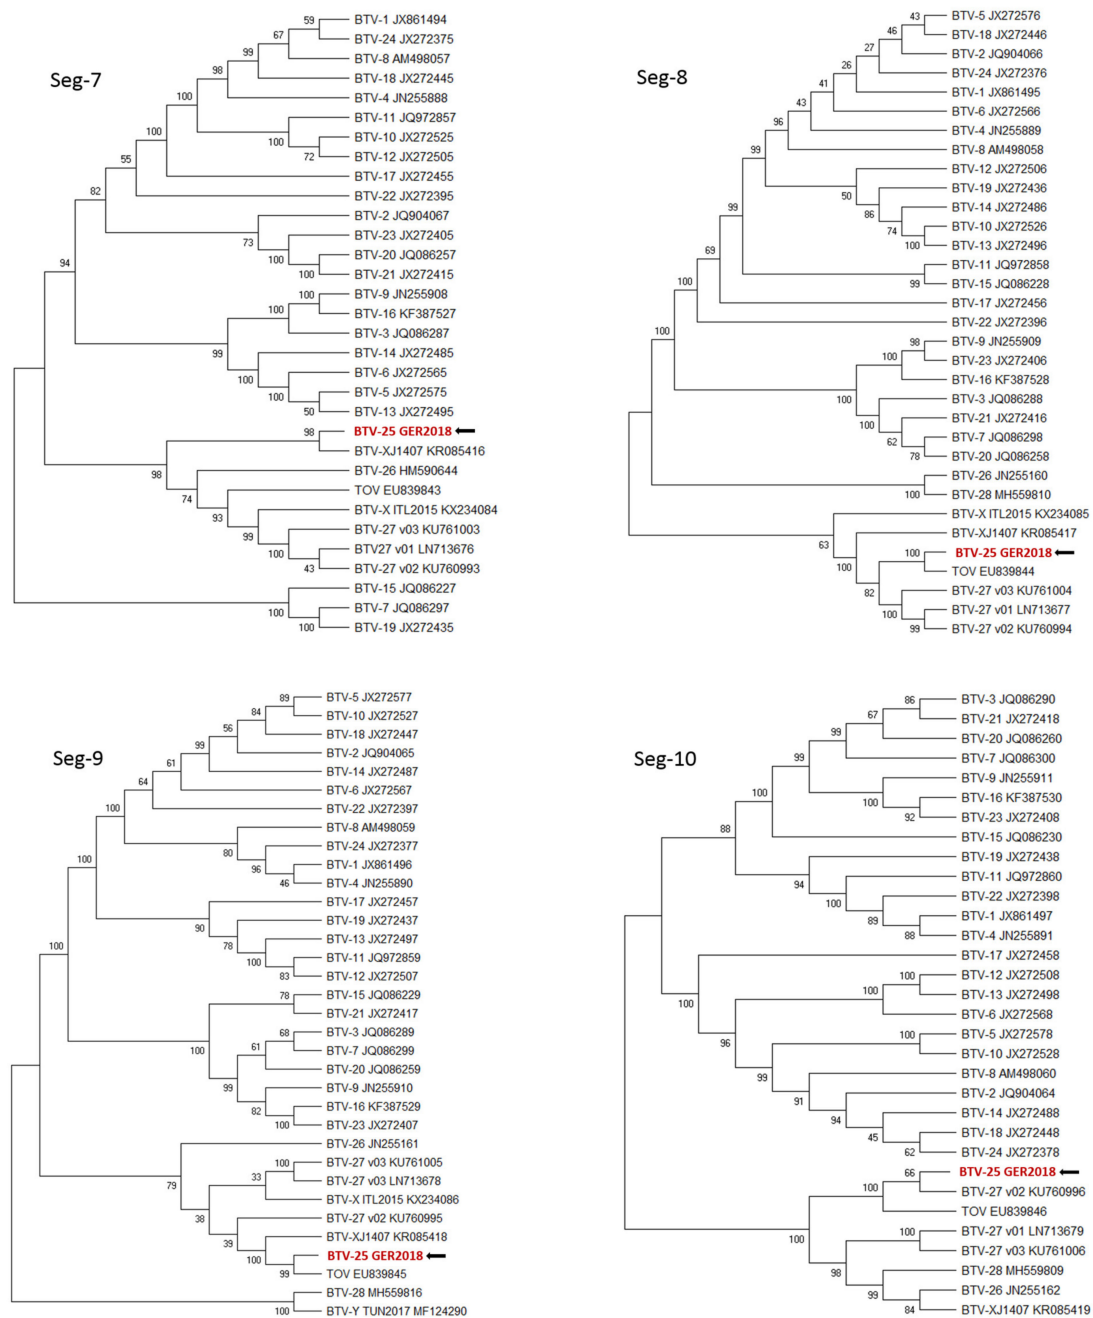 Seg-7
59
BTV-1 JX861494
67
BTV-24 JX272375
99
BTV-8 AM498057
98
BTV-18 JX272445
100
BTV-4 JN255888
100
BTV-11 JQ972857
100
BTV-10 JX272525
72
BTV-12 JX272505
55
BTV-17 JX272455
82
BTV-22 JX272395
BTV-2 JQ904067
73
BTV-23 JX272405
100
BTV-20 JQ086257
100
BTV-21 JX272415
94
BTV-9 JN255908
100
100
BTV-16 KF387527
BTV-3 JQ086287
99
BTV-14 JX272485
100
BTV-6 JX272565
100
BTV-5 JX272575
50
BTV-13 JX272495
98
BTV-25 GER2018
BTV-XJ1407 KR085416
98
BTV-26 HM590644
74
TOV EU839843
93
BTV-X ITL2015 KX234084
99
BTV-27 v03 KU761003
100
BTV27 v01 LN713676
43
BTV-27 v02 KU760993
BTV-15 JQ086227
100
BTV-7 JQ086297
100
BTV-19 JX272435
Seg-8
43
BTV-5 JX272576
46
BTV-18 JX272446
27
BTV-2 JQ904066
26
BTV-24 JX272376
41
BTV-1 JX861495
43
BTV-6 JX272566
96
BTV-4 JN255889
99
BTV-8 AM498058
BTV-12 JX272506
50
BTV-19 JX272436
86
BTV-14 JX272486
74
BTV-10 JX272526
100
BTV-13 JX272496
99
BTV-11 JQ972858
99
BTV-15 JQ086228
69
BTV-17 JX272456
100
BTV-22 JX272396
98
BTV-9 JN255909
100
BTV-23 JX272406
BTV-16 KF387528
100
BTV-3 JQ086288
100
BTV-21 JX272416
62
BTV-7 JQ086298
78
BTV-20 JQ086258
BTV-26 JN255160
100
BTV-28 MH559810
BTV-X ITL2015 KX234085
63
BTV-XJ1407 KR085417
100
100
BTV-25 GER2018
TOV EU839844
82
BTV-27 v03 KU761004
BTV-27 v01 LN713677
99
BTV-27 v02 KU760994
Seg-9
89
BTV-5 JX272577
84
BTV-10 JX272527
56
BTV-18 JX272447
99
BTV-2 JQ904065
61
BTV-14 JX272487
64
BTV-6 JX272567
100
BTV-22 JX272397
BTV-8 AM498059
80
BTV-24 JX272377
96
BTV-1 JX861496
46
BTV-4 JN255890
100
BTV-17 JX272457
90
BTV-19 JX272437
78
BTV-13 JX272497
100
BTV-11 JQ972859
83
BTV-12 JX272507
100
78
BTV-15 JQ086229
BTV-21 JX272417
100
68
BTV-3 JQ086289
61
BTV-7 JQ086299
BTV-20 JQ086259
99
BTV-9 JN255910
82
BTV-16 KF387529
100
BTV-23 JX272407
BTV-26 JN255161
79
100
BTV-27 v03 KU761005
33
BTV-27 v03 LN713678
BTV-X ITL2015 KX234086
38
BTV-27 v02 KU760995
39
BTV-XJ1407 KR085418
100
BTV-25 GER2018
99
TOV EU839845
BTV-28 MH559816
100
BTV-Y TUN2017 MF124290
Seg-10
86
BTV-3 JQ086290
67
BTV-21 JX272418
99
BTV-20 JQ086260
99
BTV-7 JQ086300
BTV-9 JN255911
100
BTV-16 KF387530
92
BTV-23 JX272408
100
BTV-15 JQ086230
88
BTV-19 JX272438
94
BTV-11 JQ972860
100
BTV-22 JX272398
89
BTV-1 JX861497
88
BTV-4 JN255891
BTV-17 JX272458
100
100
BTV-12 JX272508
100
BTV-13 JX272498
BTV-6 JX272568
96
100
BTV-5 JX272578
BTV-10 JX272528
99
BTV-8 AM498060
91
BTV-2 JQ904064
94
BTV-14 JX272488
45
BTV-18 JX272448
62
BTV-24 JX272378
66
BTV-25 GER2018
100
BTV-27 v02 KU760996
TOV EU839846
100
100
BTV-27 v01 LN713679
BTV-27 v03 KU761006
98
BTV-28 MH559809
99
BTV-26 JN255162
84
BTV-XJ1407 KR085419